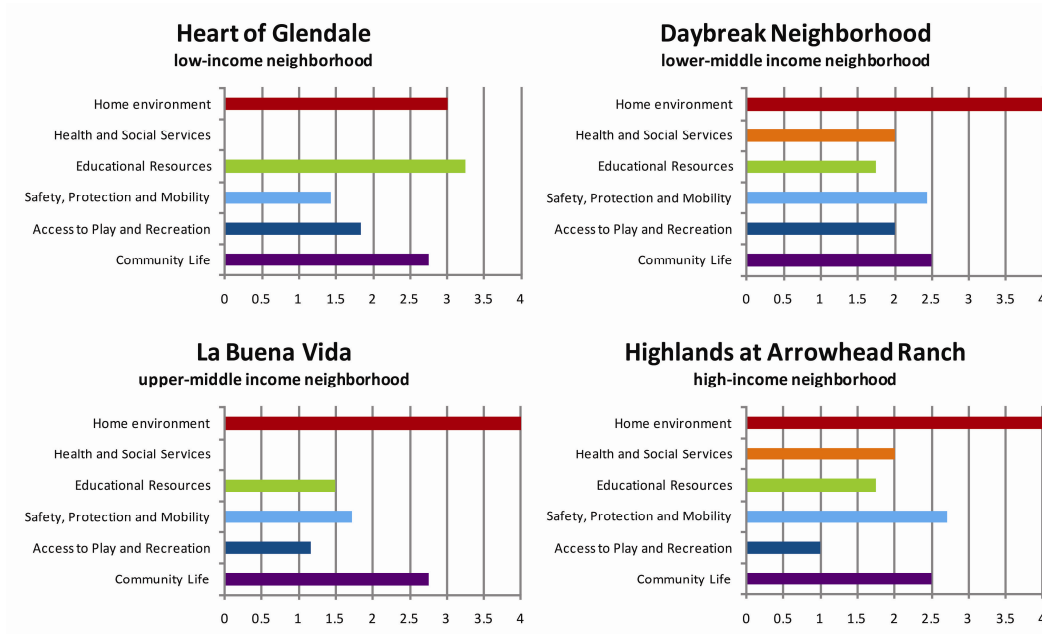 Heart of Glendale
low-income neighborhood
Home environment
Health and Social Services
Educational Resources
Safety, Protection and Mobility
Access to Play and Recreation
Community Life
0 0.5 1 1.5 2 2.5 3 3.5 4
Daybreak Neighborhood
lower-middle income neighborhood
Home environment
Health and Social Services
Educational Resources
Safety, Protection and Mobility
Access to Play and Recreation
Community Life
0 0.5 1 1.5 2 2.5 3 3.5 4
La Buena Vida
upper-middle income neighborhood
Home environment
Health and Social Services
Educational Resources
Safety, Protection and Mobility
Access to Play and Recreation
Community Life
0 0.5 1 1.5 2 2.5 3 3.5 4
Highlands at Arrowhead Ranch
high-income neighborhood
Home environment
Health and Social Services
Educational Resources
Safety, Protection and Mobility
Access to Play and Recreation
Community Life
0 0.5 1 1.5 2 2.5 3 3.5 4